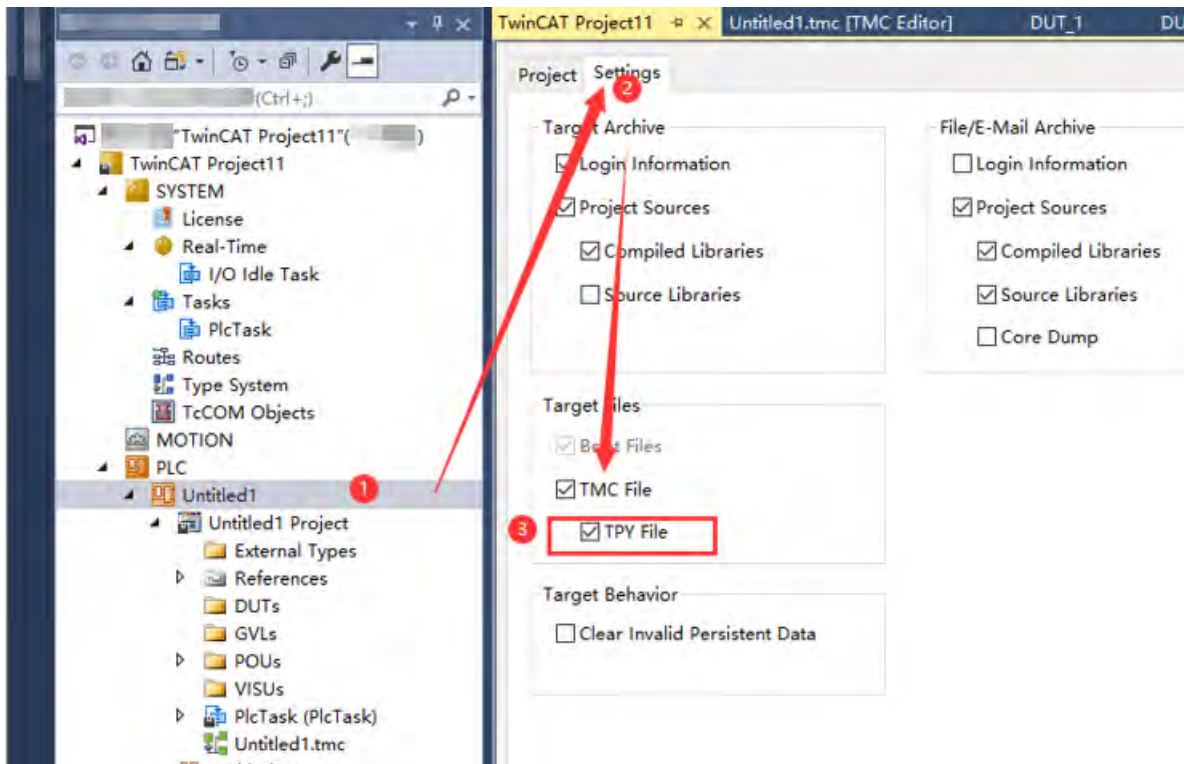 TwinCAT Project11
Untitled1.tmc [TMC Editor]
DUT_1
DU
(Ctrl+;)
"TwinCAT Project11"(
)
TwinCAT Project11
SYSTEM
License
Real-Time
I/O Idle Task
Tasks
PlcTask
Routes
Type System
TcCOM Objects
MOTION
PLC
Untitled1
1
Untitled1 Project
External Types
References
DUTs
GVLs
POUs
VISUs
PlcTask (PlcTask)
Untitled1.tmc
Project
Settings
2
Target Archive
Login Information
Project Sources
Compiled Libraries
Source Libraries
File/E-Mail Archive
Login Information
Project Sources
Compiled Libraries
Source Libraries
Core Dump
Target Files
Boot Files
TMC File
3
TPY File
Target Behavior
Clear Invalid Persistent Data